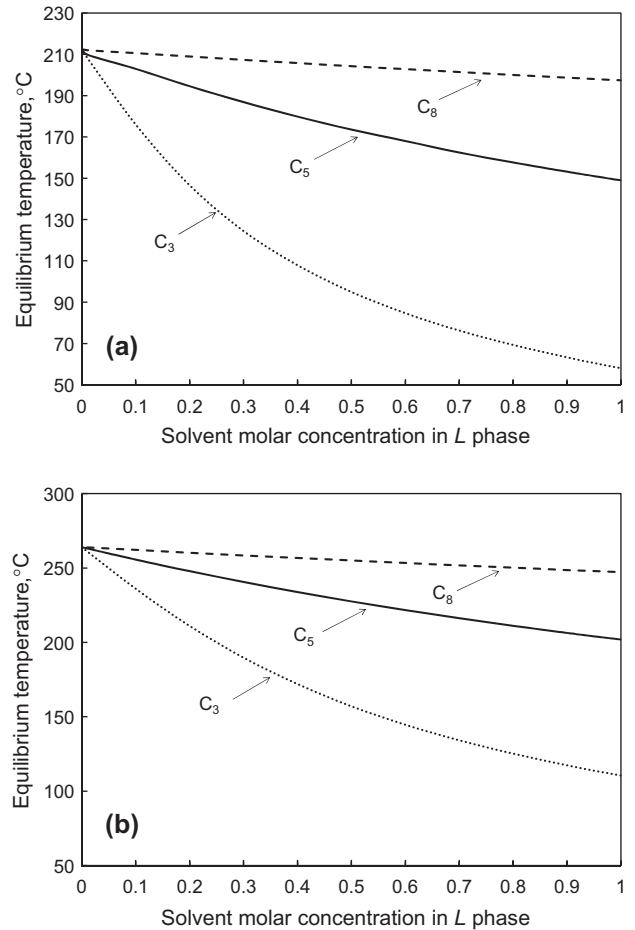 230
210
190
170
150
130
110
90
70
50
Equilibrium temperature,°C
C₈
C₅
C₃
(a)
0 0.1 0.2 0.3 0.4 0.5 0.6 0.7 0.8 0.9 1
Solvent molar concentration in L phase
300
250
200
150
100
50
Equilibrium temperature,°C
C₈
C₅
C₃
(b)
0 0.1 0.2 0.3 0.4 0.5 0.6 0.7 0.8 0.9 1
Solvent molar concentration in L phase